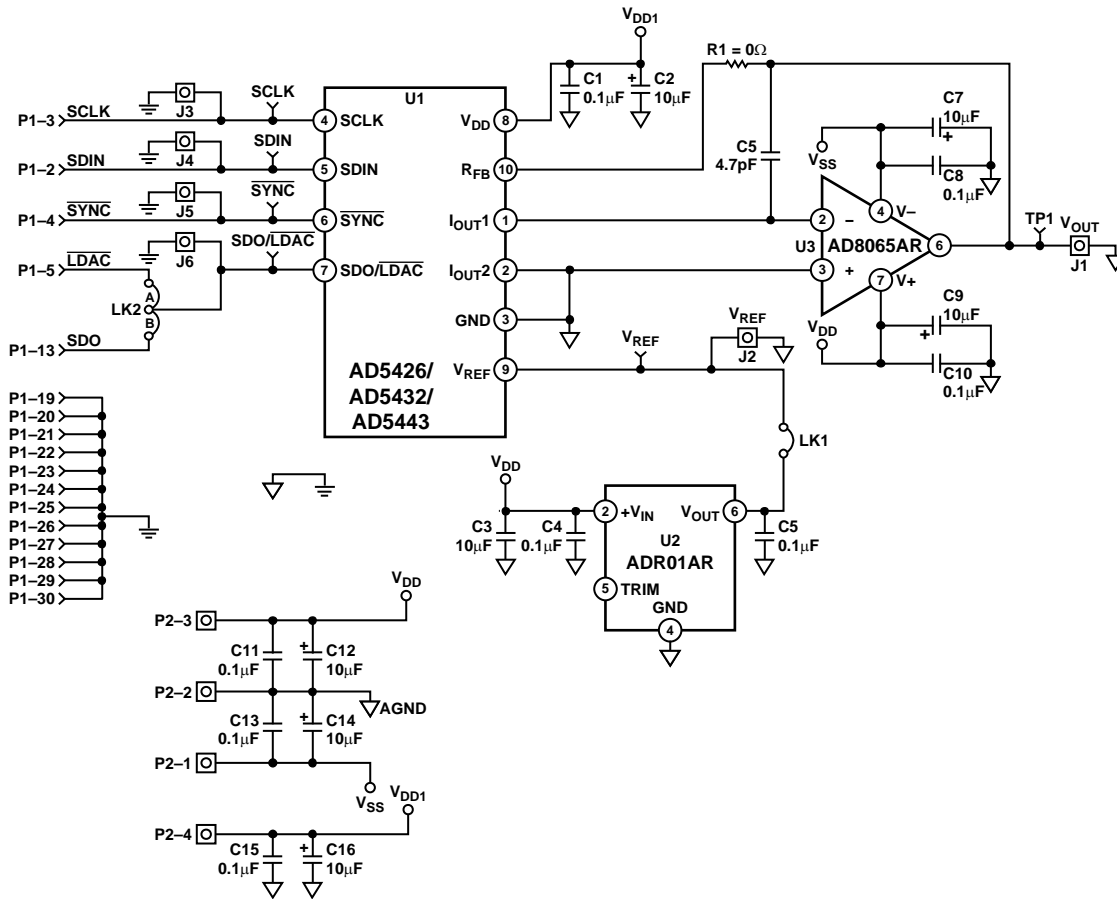 VDD1
R1 = 0Ω
C1
0.1µF
+
C2
10µF
U1
SCLK
J3
P1–3
SCLK
4
SCLK
VDD
8
C7
10µF
+
VSS
C8
0.1µF
SDIN
J4
P1–2
SDIN
5
SDIN
RFB
10
C5
4.7pF
SYNC
J5
P1–4
SYNC
6
SYNC
IOUT1
1
2
–
4
V–
U3
AD8065AR
6
TP1
VOUT
J1
SDO/LDAC
J6
P1–5
LDAC
7
SDO/LDAC
IOUT2
2
3
+
7
V+
A
LK2
B
P1–13
SDO
GND
3
VREF
9
VREF
VREF
J2
VDD
C9
10µF
+
C10
0.1µF
AD5426/
AD5432/
AD5443
P1–19
P1–20
P1–21
P1–22
P1–23
P1–24
P1–25
P1–26
P1–27
P1–28
P1–29
P1–30
LK1
VDD
C3
10µF
C4
0.1µF
2
+VIN
VOUT
6
U2
ADR01AR
C5
0.1µF
5
TRIM
GND
4
VDD
P2–3
C11
0.1µF
+
C12
10µF
P2–2
AGND
C13
0.1µF
+
C14
10µF
P2–1
VSS
VDD1
P2–4
C15
0.1µF
+
C16
10µF